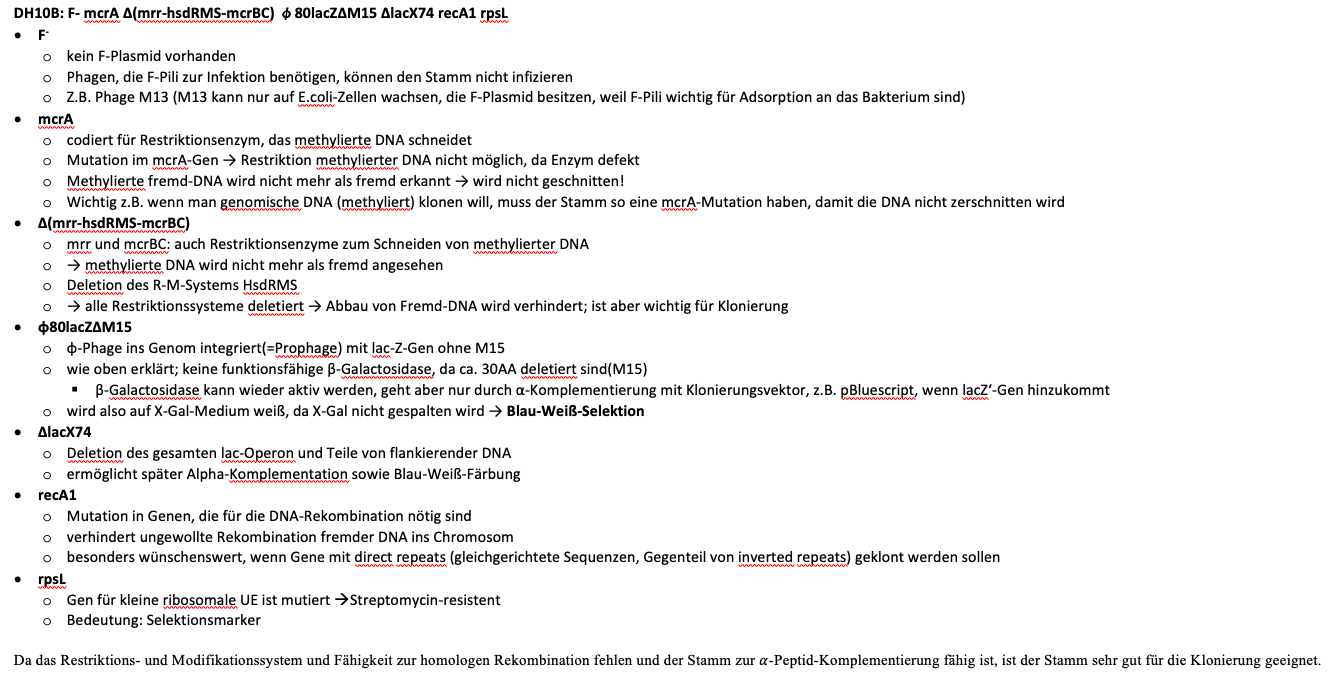 DH10B: F- mcrA Δ(mrr-hsdRMS-mcrBC) ϕ 80lacZΔM15 ΔlacX74 recA1 rpsL
• F-
o kein F-Plasmid vorhanden
o Phagen, die F-Pili zur Infektion benötigen, können den Stamm nicht infizieren
o Z.B. Phage M13 (M13 kann nur auf E.coli-Zellen wachsen, die F-Plasmid besitzen, weil F-Pili wichtig für Adsorption an das Bakterium sind)
• mcrA
o codiert für Restriktionsenzym, das methylierte DNA schneidet
o Mutation im mcrA-Gen → Restriktion methylierter DNA nicht möglich, da Enzym defekt
o Methylierte fremd-DNA wird nicht mehr als fremd erkannt → wird nicht geschnitten!
o Wichtig z.B. wenn man genomische DNA (methyliert) klonen will, muss der Stamm so eine mcrA-Mutation haben, damit die DNA nicht zerschnitten wird
• Δ(mrr-hsdRMS-mcrBC)
o mrr und mcrBC: auch Restriktionsenzyme zum Schneiden von methylierter DNA
o → methylierte DNA wird nicht mehr als fremd angesehen
o Deletion des R-M-Systems HsdRMS
o → alle Restriktionssysteme deletiert → Abbau von Fremd-DNA wird verhindert; ist aber wichtig für Klonierung
• ϕ80lacZΔM15
o ϕ-Phage ins Genom integriert(=Prophage) mit lac-Z-Gen ohne M15
o wie oben erklärt; keine funktionsfähige β-Galactosidase, da ca. 30AA deletiert sind(M15)
▪ β-Galactosidase kann wieder aktiv werden, geht aber nur durch α-Komplementierung mit Klonierungsvektor, z.B. pBluescript, wenn lacZ‘-Gen hinzukommt
o wird also auf X-Gal-Medium weiß, da X-Gal nicht gespalten wird → Blau-Weiß-Selektion
• ΔlacX74
o Deletion des gesamten lac-Operon und Teile von flankierender DNA
o ermöglicht später Alpha-Komplementation sowie Blau-Weiß-Färbung
• recA1
o Mutation in Genen, die für die DNA-Rekombination nötig sind
o verhindert ungewollte Rekombination fremder DNA ins Chromosom
o besonders wünschenswert, wenn Gene mit direct repeats (gleichgerichtete Sequenzen, Gegenteil von inverted repeats) geklont werden sollen
• rpsL
o Gen für kleine ribosomale UE ist mutiert →Streptomycin-resistent
o Bedeutung: Selektionsmarker
Da das Restriktions- und Modifikationssystem und Fähigkeit zur homologen Rekombination fehlen und der Stamm zur α-Peptid-Komplementierung fähig ist, ist der Stamm sehr gut für die Klonierung geeignet.